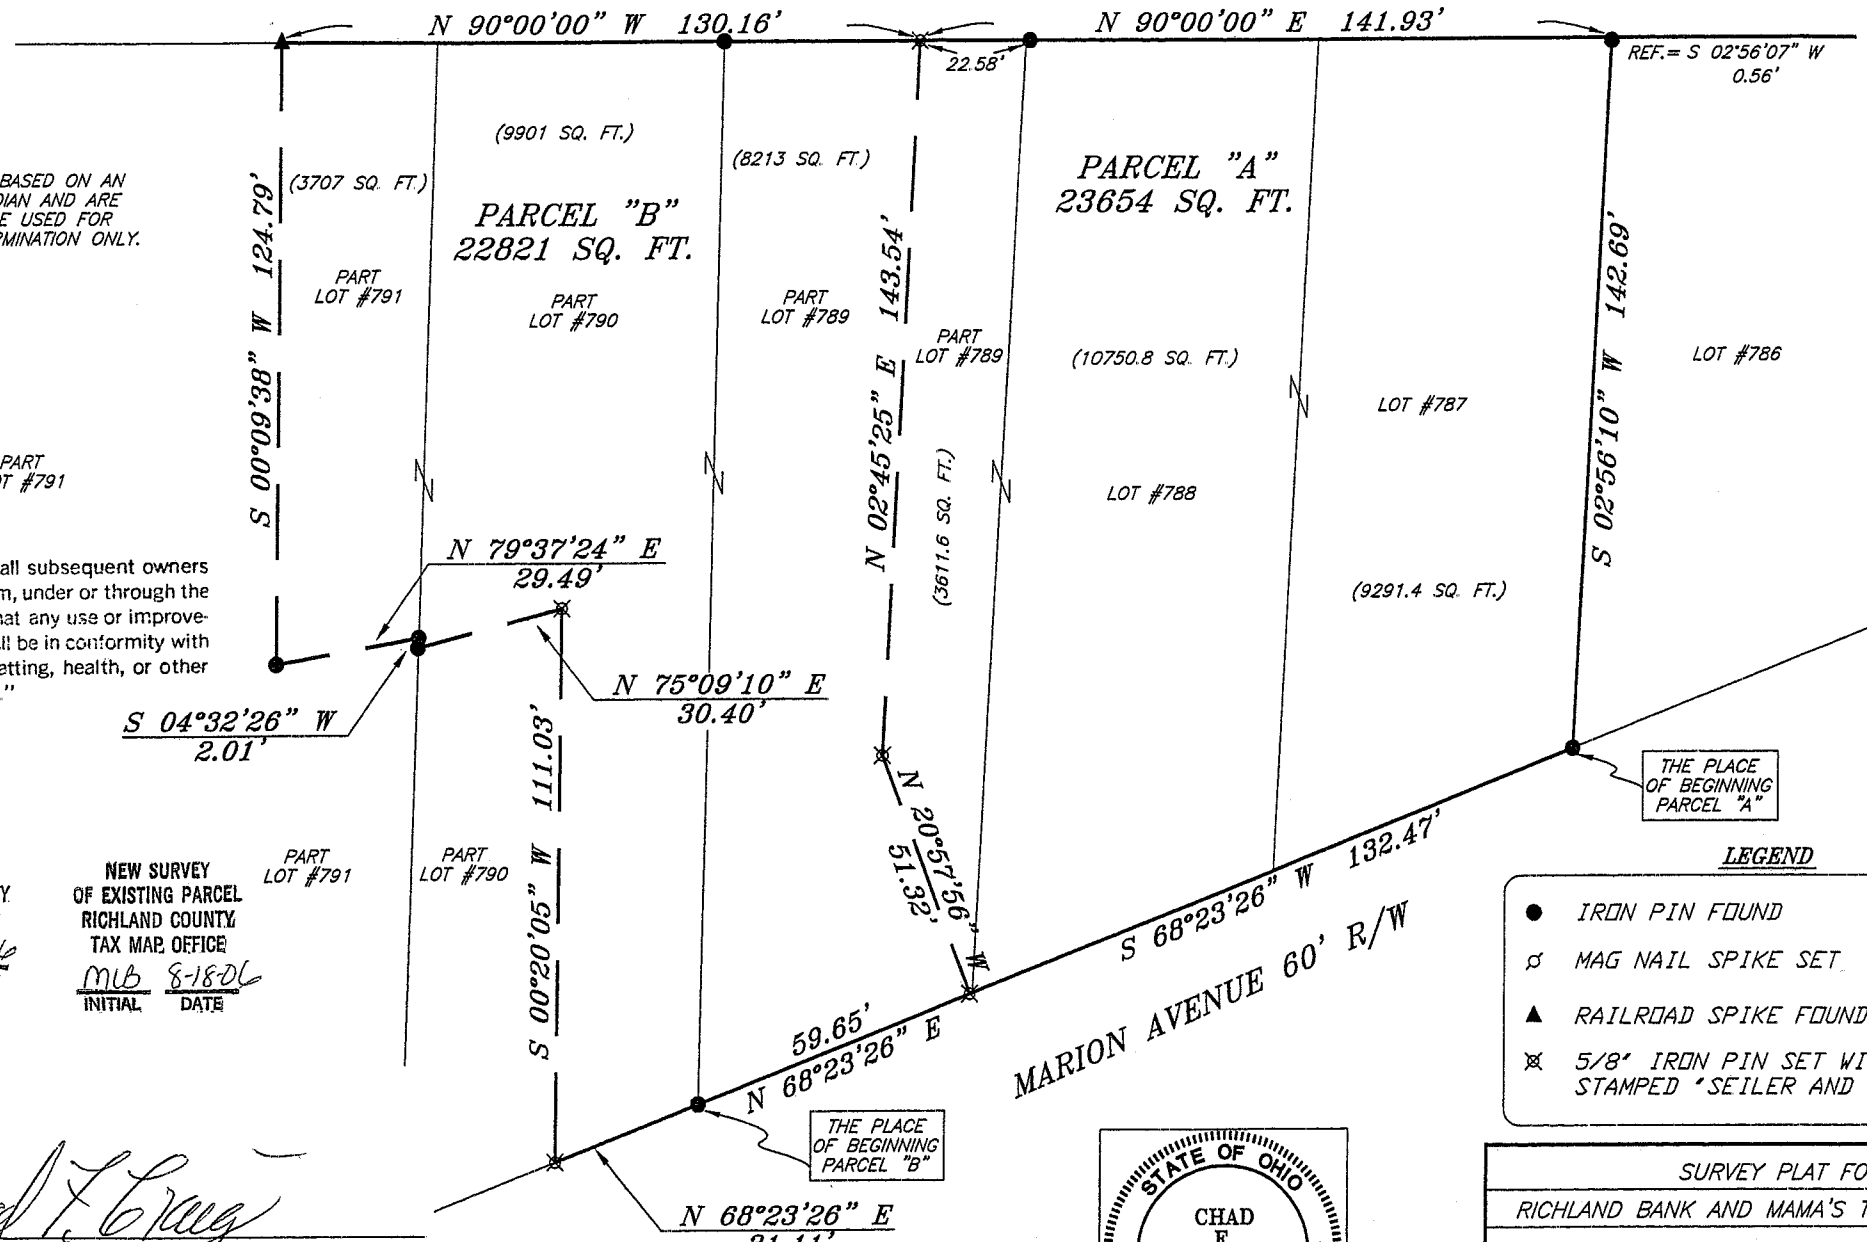 N 90°00'00" W 130.16'
N 90°00'00" E 141.93'
22.58'
REF.= S 02°56'07" W
0.56'
BASED ON AN
AND ARE
USED FOR
ONLY.
S 00°09'38" W 124.79'
(3707 SQ. FT.)
(9901 SQ. FT.)
(8213 SQ. FT.)
PARCEL "B"
22821 SQ. FT.
PARCEL "A"
23654 SQ. FT.
PART
LOT #791
PART
LOT #790
PART
LOT #789
N 02°45'25" E 143.54'
PART
LOT #789
(3611.6 SQ. FT.)
(10750.8 SQ. FT.)
LOT #788
LOT #787
(9291.4 SQ. FT.)
S 02°56'10" W 142.69'
LOT #786
PART
#791
all subsequent owners
under or through the
any use or improve-
be in conformity with
health, or other
"
N 79°37'24" E
29.49'
N 75°09'10" E
30.40'
S 04°32'26" W
2.01'
S 00°20'05" W 111.03'
N 20°57'56" W
51.32'
THE PLACE
OF BEGINNING
PARCEL "A"
PART
LOT #791
PART
LOT #790
NEW SURVEY
OF EXISTING PARCEL
RICHLAND COUNTY
TAX MAP OFFICE
MLB 8-18-06
INITIAL DATE
S 68°23'26" W 132.47'
59.65'
N 68°23'26" E
MARION AVENUE 60' R/W
THE PLACE
OF BEGINNING
PARCEL "B"
N 68°23'26" E
LEGEND
IRON PIN FOUND
MAG NAIL SPIKE SET
RAILROAD SPIKE FOUND
5/8" IRON PIN SET
STAMPED "SEILER AND
STATE OF OHIO
CHAD
SURVEY PLAT
RICHLAND BANK AND MAMA'S